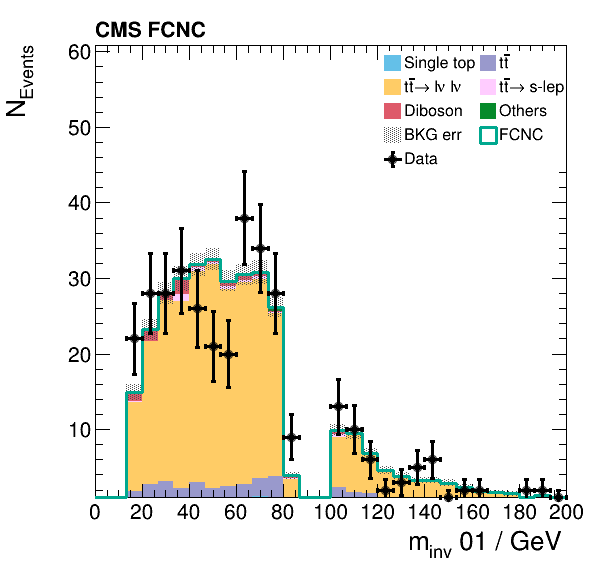 CMS FCNC
N_Events
60
50
40
30
20
10
Single top
tt̄
tt̄→ lν lν
tt̄→ s-lep
Diboson
Others
BKG err
FCNC
Data
0 20 40 60 80 100 120 140 160 180 200
m_inv 01 / GeV